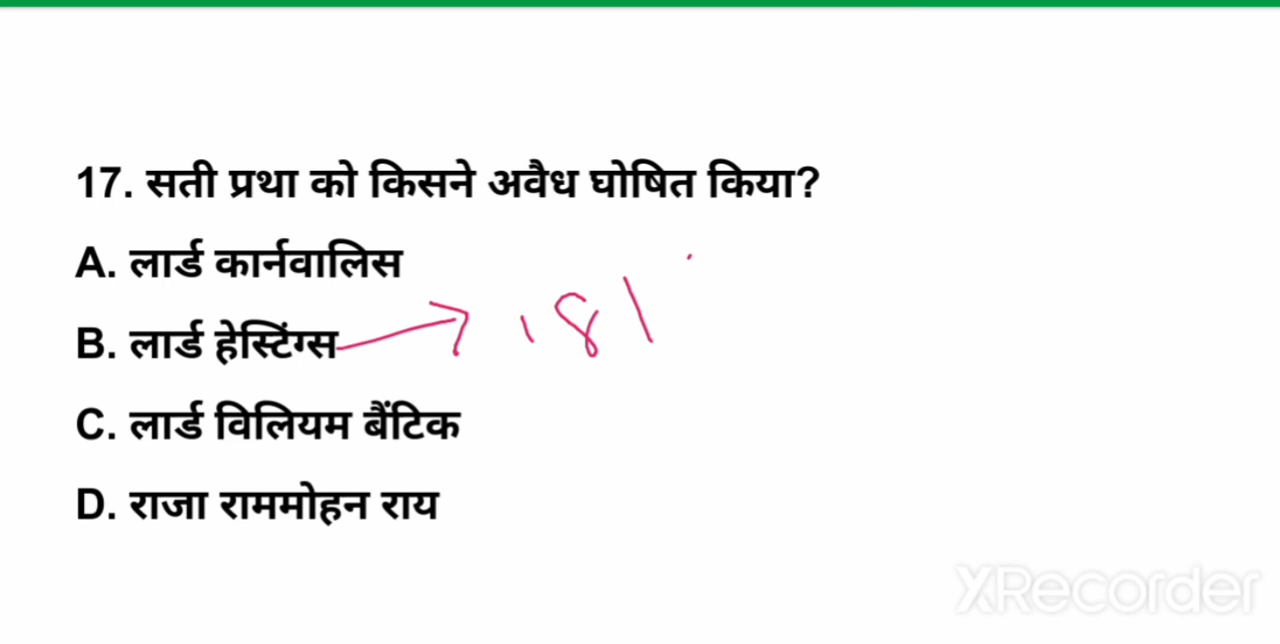 17. सती प्रथा को किसने अवैध घोषित किया?
A. लार्ड कार्नवालिस
B. लार्ड हेस्टिंग्स → 181
C. लार्ड विलियम बैंटिक
D. राजा राममोहन राय
XRecorder